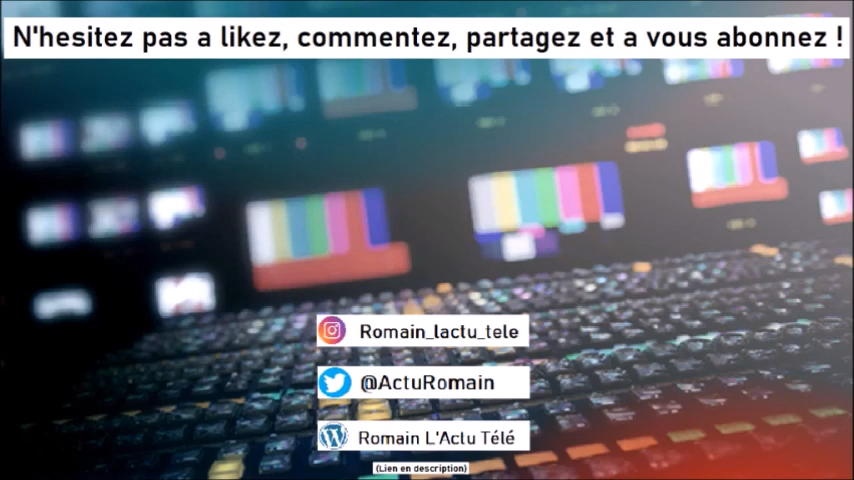 N'hesitez pas a likez, commentez, partagez et a vous abonnez !
Romain_lactu_tele
@ActuRomain
Romain L'Actu Télé
(Lien en description)